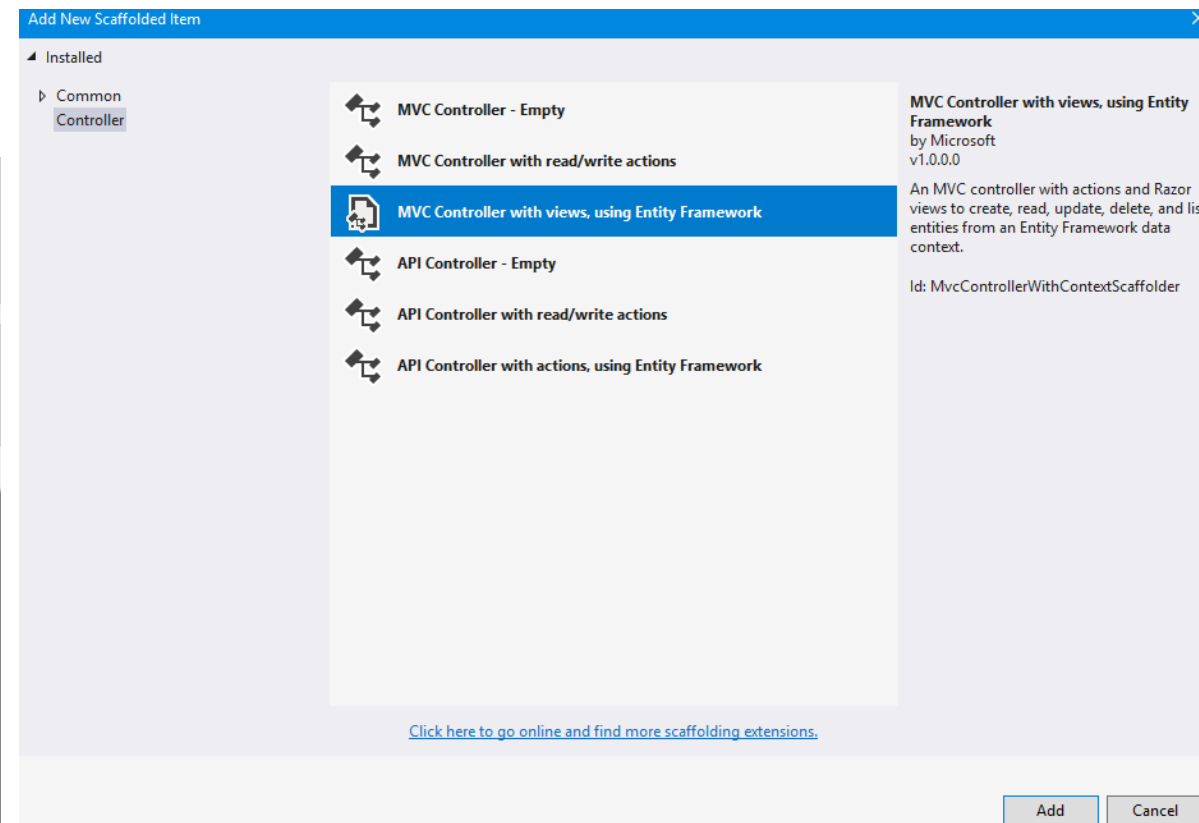 Add New Scaffolded Item
Installed
Common
Controller
MVC Controller - Empty
MVC Controller with read/write actions
MVC Controller with views, using Entity Framework
API Controller - Empty
API Controller with read/write actions
API Controller with actions, using Entity Framework
Click here to go online and find more scaffolding extensions.
MVC Controller with views, using Entity
Framework
by Microsoft
v1.0.0.0
An MVC controller with actions and Razor
views to create, read, update, delete, and lis
entities from an Entity Framework data
context.
Id: MvcControllerWithContextScaffolder
Add
Cancel